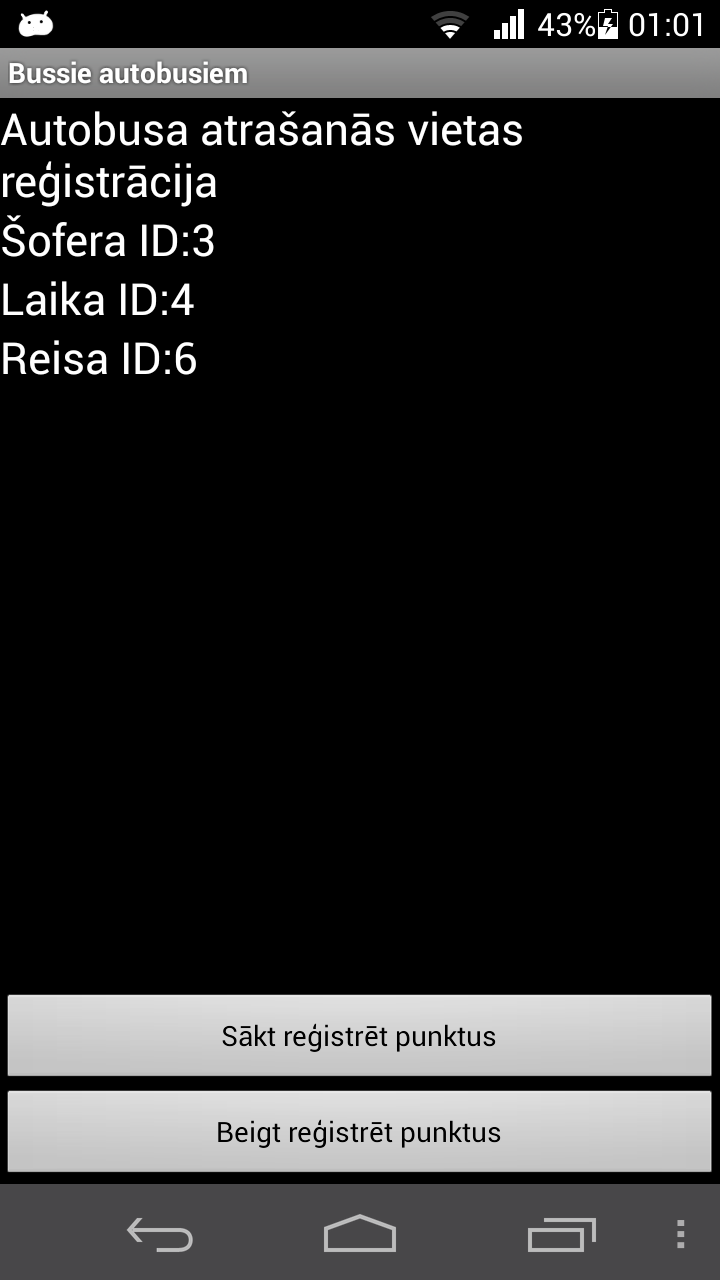 43% 01:01
Bussie autobusiem
Autobusa atrašanās vietas
reģistrācija
Šofera ID:3
Laika ID:4
Reisa ID:6
Sākt reģistrēt punktus
Beigt reģistrēt punktus